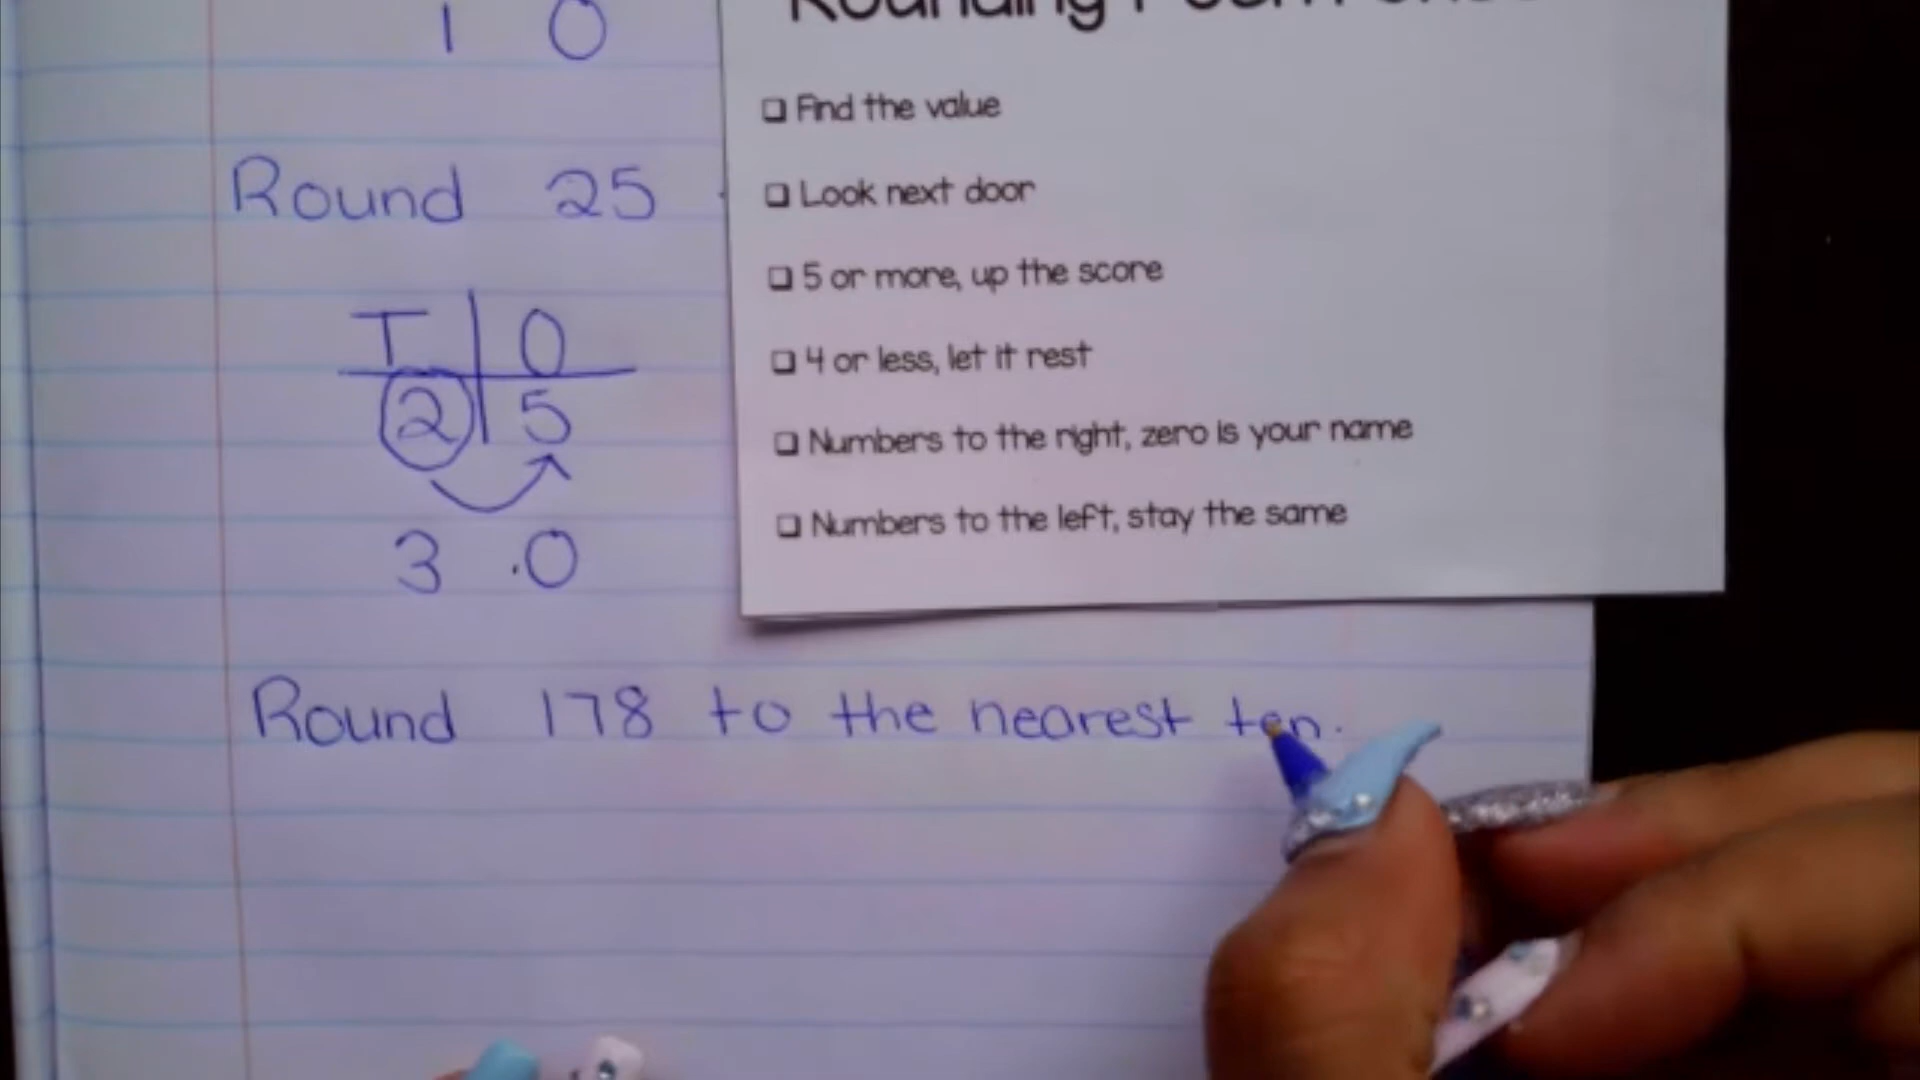 1 0
Rounding
Find the value
Round 25
Look next door
5 or more, up the score
T O
4 or less, let it rest
2 5
Numbers to the right, zero is your name
Numbers to the left, stay the same
3 .0
Round 178 to the nearest ten.